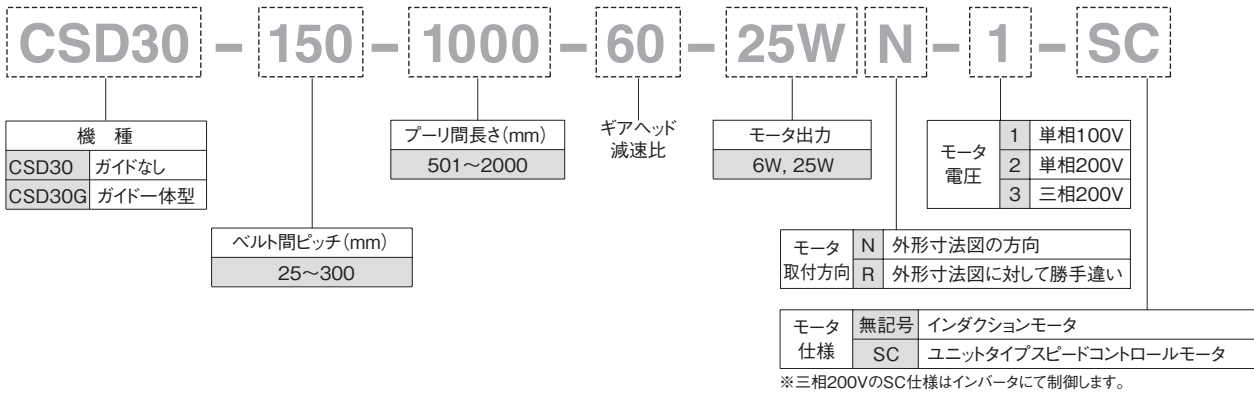 CSD30 – 150 – 1000 – 60 – 25W N – 1 – SC
機　種
CSD30 ガイドなし
CSD30G ガイド一体型
ベルト間ピッチ(mm)
25〜300
プーリ間長さ(mm)
501〜2000
ギアヘッド
減速比
モータ出力
6W, 25W
モータ
電圧
1 単相100V
2 単相200V
3 三相200V
モータ
取付方向
N 外形寸法図の方向
R 外形寸法図に対して勝手違い
モータ
仕様
無記号 インダクションモータ
SC ユニットタイプスピードコントロールモータ
※三相200VのSC仕様はインバータにて制御します。